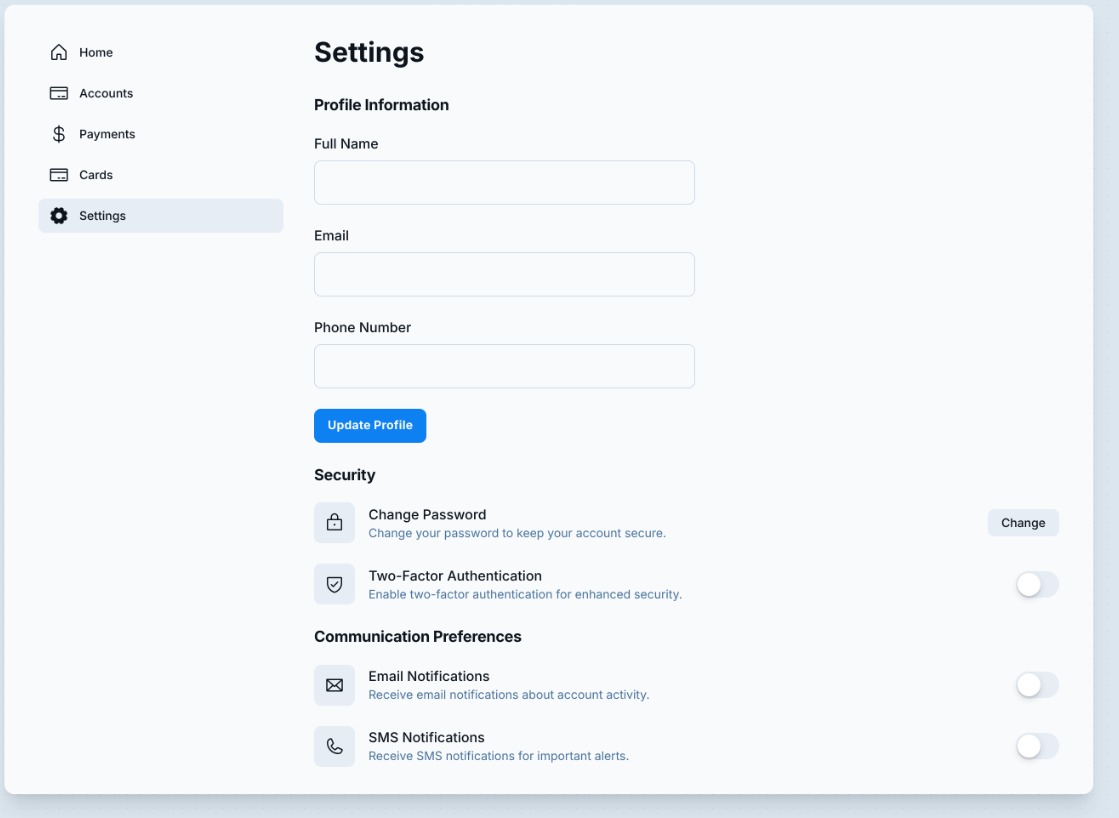 Home
Accounts
Payments
Cards
Settings
Settings
Profile Information
Full Name
Email
Phone Number
Update Profile
Security
Change Password
Change your password to keep your account secure.
Change
Two-Factor Authentication
Enable two-factor authentication for enhanced security.
Communication Preferences
Email Notifications
Receive email notifications about account activity.
SMS Notifications
Receive SMS notifications for important alerts.